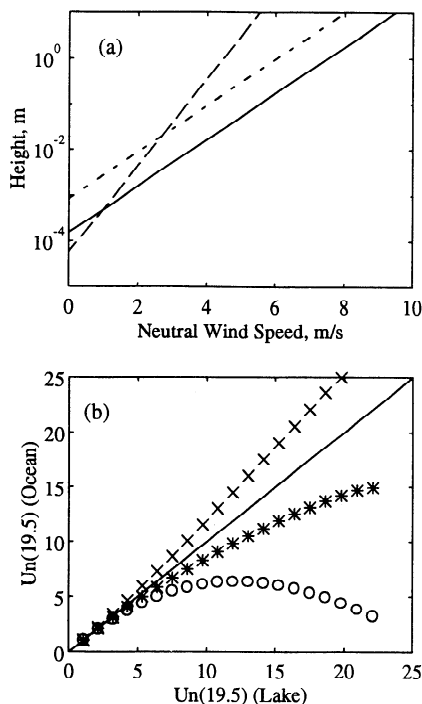 (a)
10^0
10^-2
10^-4
Height, m
0 2 4 6 8 10
Neutral Wind Speed, m/s
(b)
25
20
15
10
5
0
Un(19.5) (Ocean)
0 5 10 15 20 25
Un(19.5) (Lake)